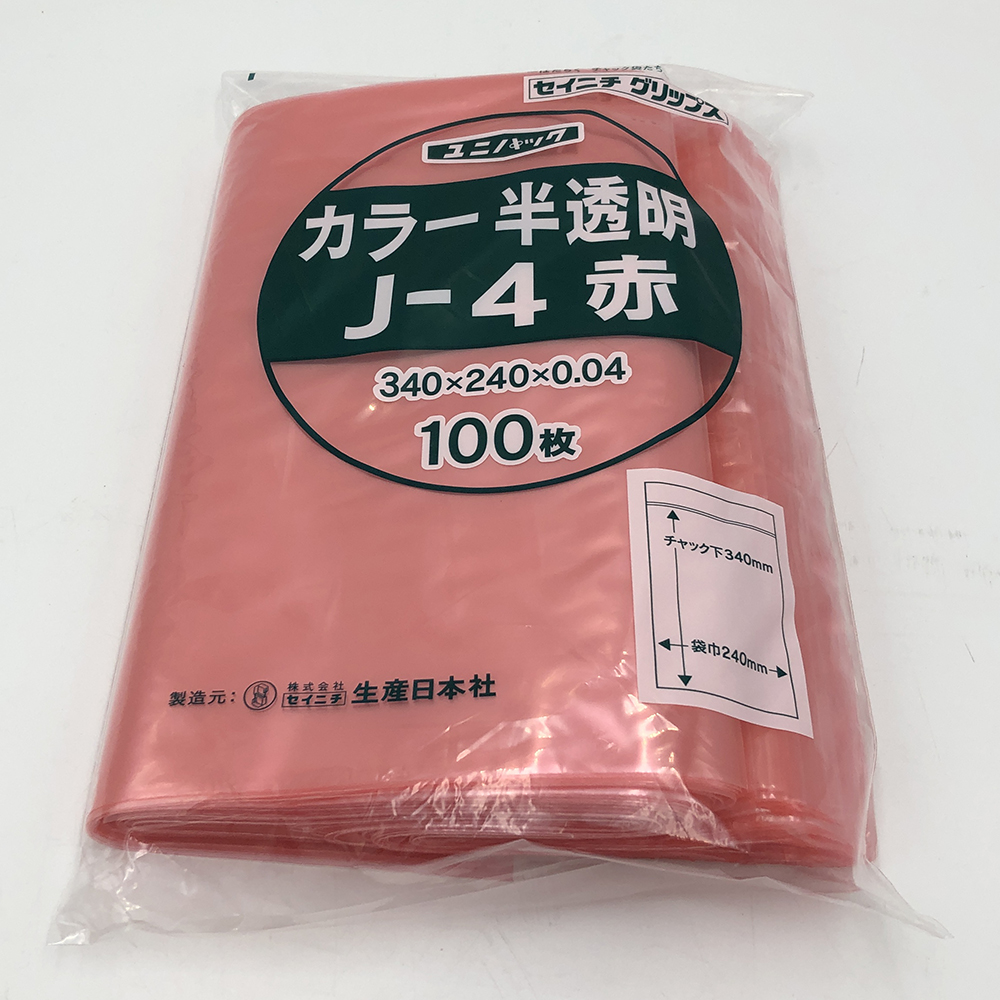 セイニチ グリップス
ユニパック
カラー半透明
J-4 赤
340×240×0.04
100枚
チャック下340mm
袋巾240mm
製造元: 株式会社 セイニチ 生産日本社